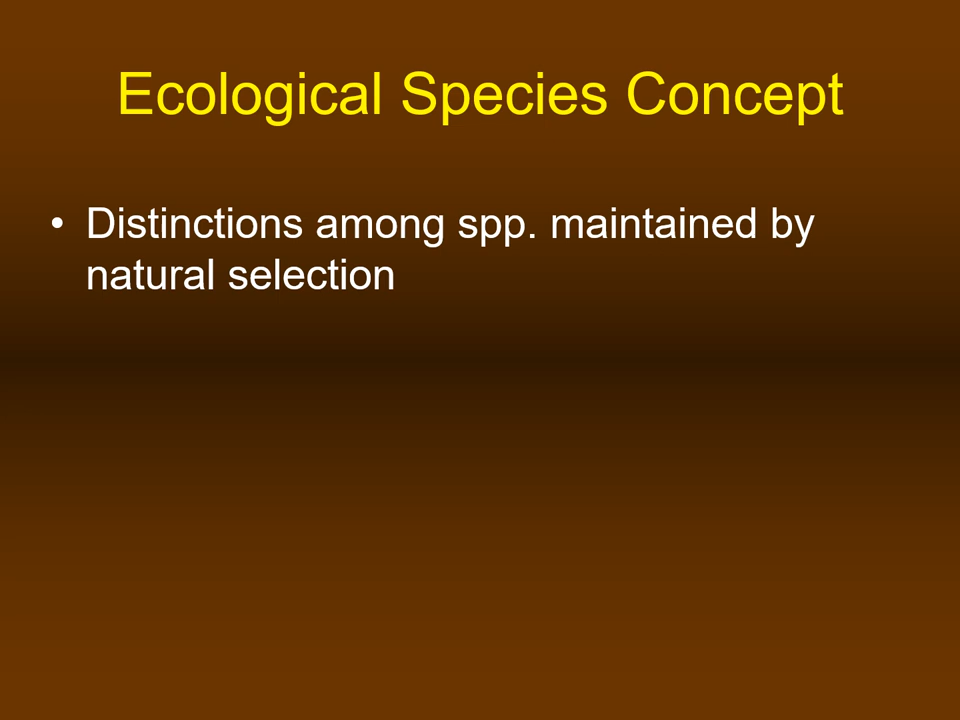 Ecological Species Concept
• Distinctions among spp. maintained by
natural selection